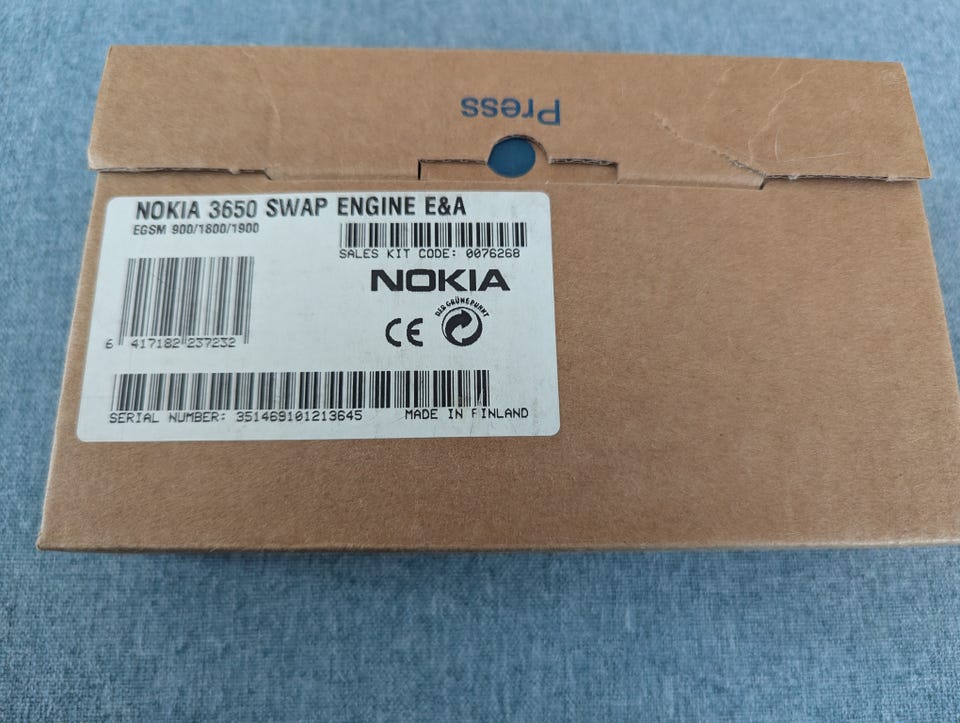 Press
NOKIA 3650 SWAP ENGINE E&A
EGSM 900/1800/1900
SALES KIT CODE: 0076268
NOKIA
DER GRÜNE PUNKT
CE
6 417182 237232
SERIAL NUMBER: 351469101213645 MADE IN FINLAND